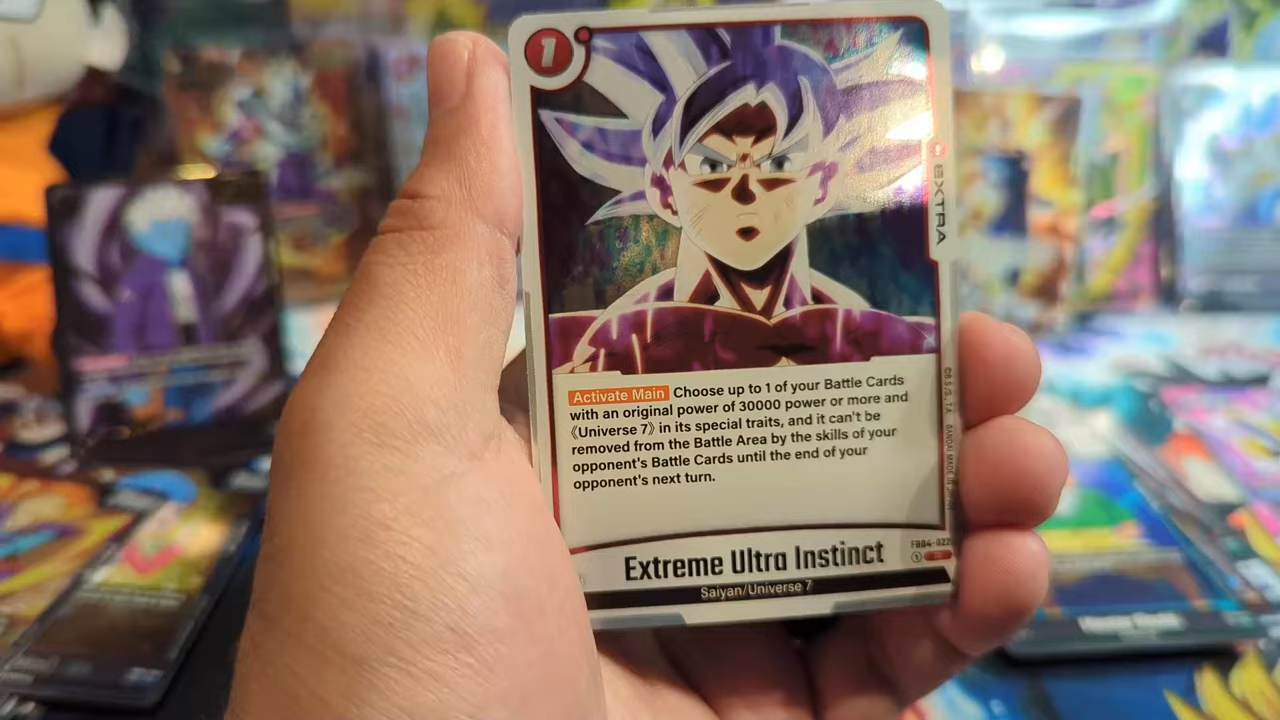 1
EXTRA
Activate Main Choose up to 1 of your Battle Cards
with an original power of 30000 power or more and
《Universe 7》 in its special traits, and it can't be
removed from the Battle Area by the skills of your
opponent's Battle Cards until the end of your
opponent's next turn.
Extreme Ultra Instinct
FB04-022
Saiyan/Universe 7